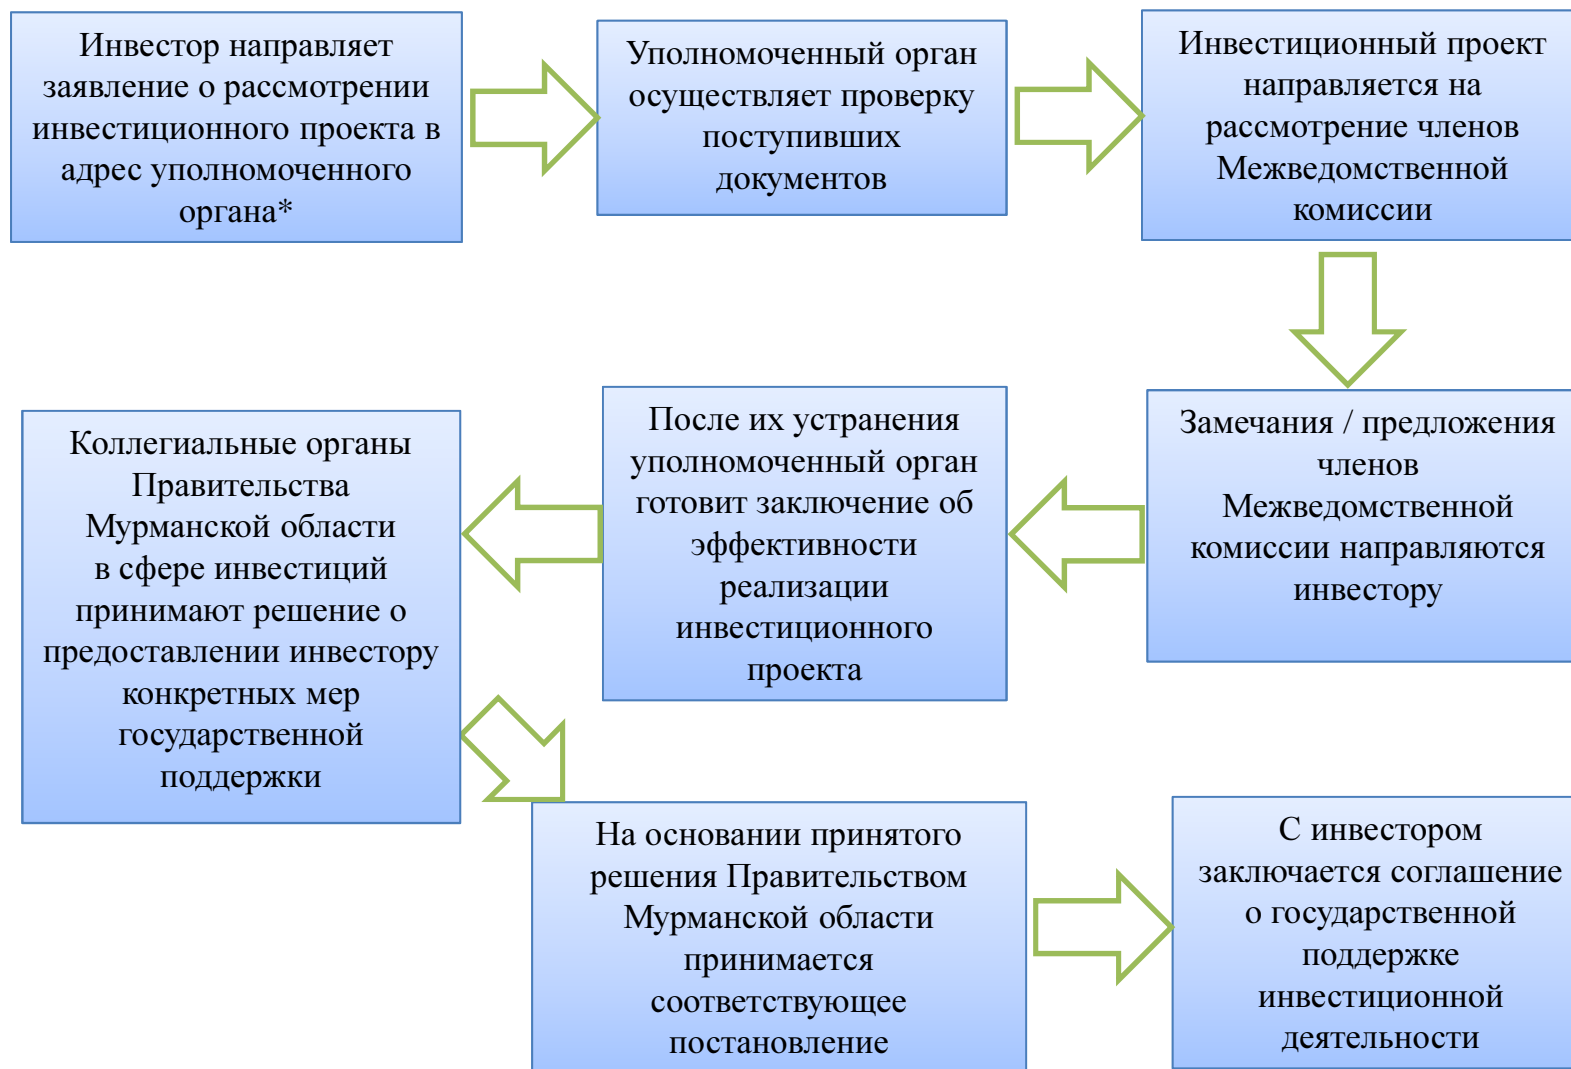 Инвестор направляет
заявление о рассмотрении
инвестиционного проекта в
адрес уполномоченного
органа*
Уполномоченный орган
осуществляет проверку
поступивших
документов
Инвестиционный проект
направляется на
рассмотрение членов
Межведомственной
комиссии
Замечания / предложения
членов
Межведомственной
комиссии направляются
инвестору
После их устранения
уполномоченный орган
готовит заключение об
эффективности
реализации
инвестиционного
проекта
Коллегиальные органы
Правительства
Мурманской области
в сфере инвестиций
принимают решение о
предоставлении инвестору
конкретных мер
государственной
поддержки
На основании принятого
решения Правительством
Мурманской области
принимается
соответствующее
постановление
С инвестором
заключается соглашение
о государственной
поддержке
инвестиционной
деятельности